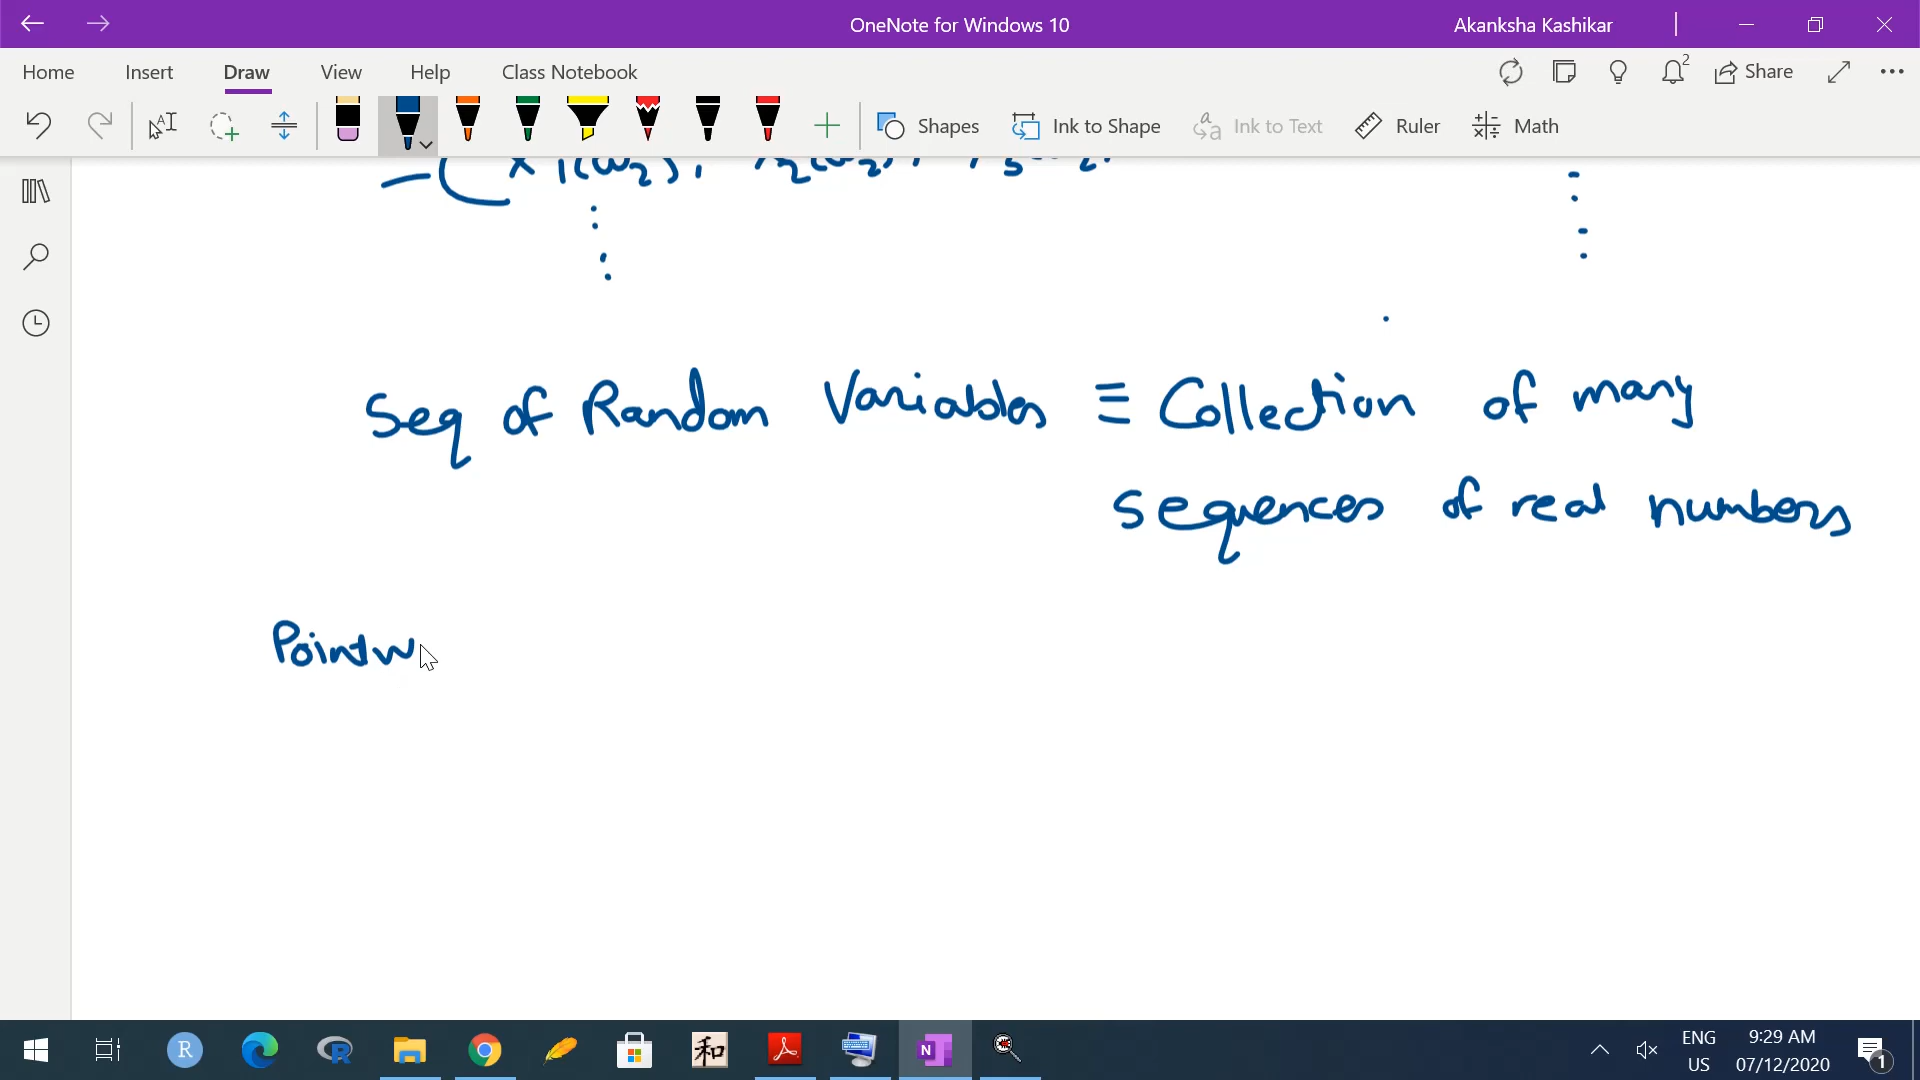 OneNote for Windows 10
Akanksha Kashikar
Home Insert Draw View Help Class Notebook
2
Share
Shapes Ink to Shape Ink to Text Ruler Math
Seq of Random Variables ≡ Collection of many
sequences of real numbers
Pointw
ENG
US
9:29 AM
07/12/2020
1